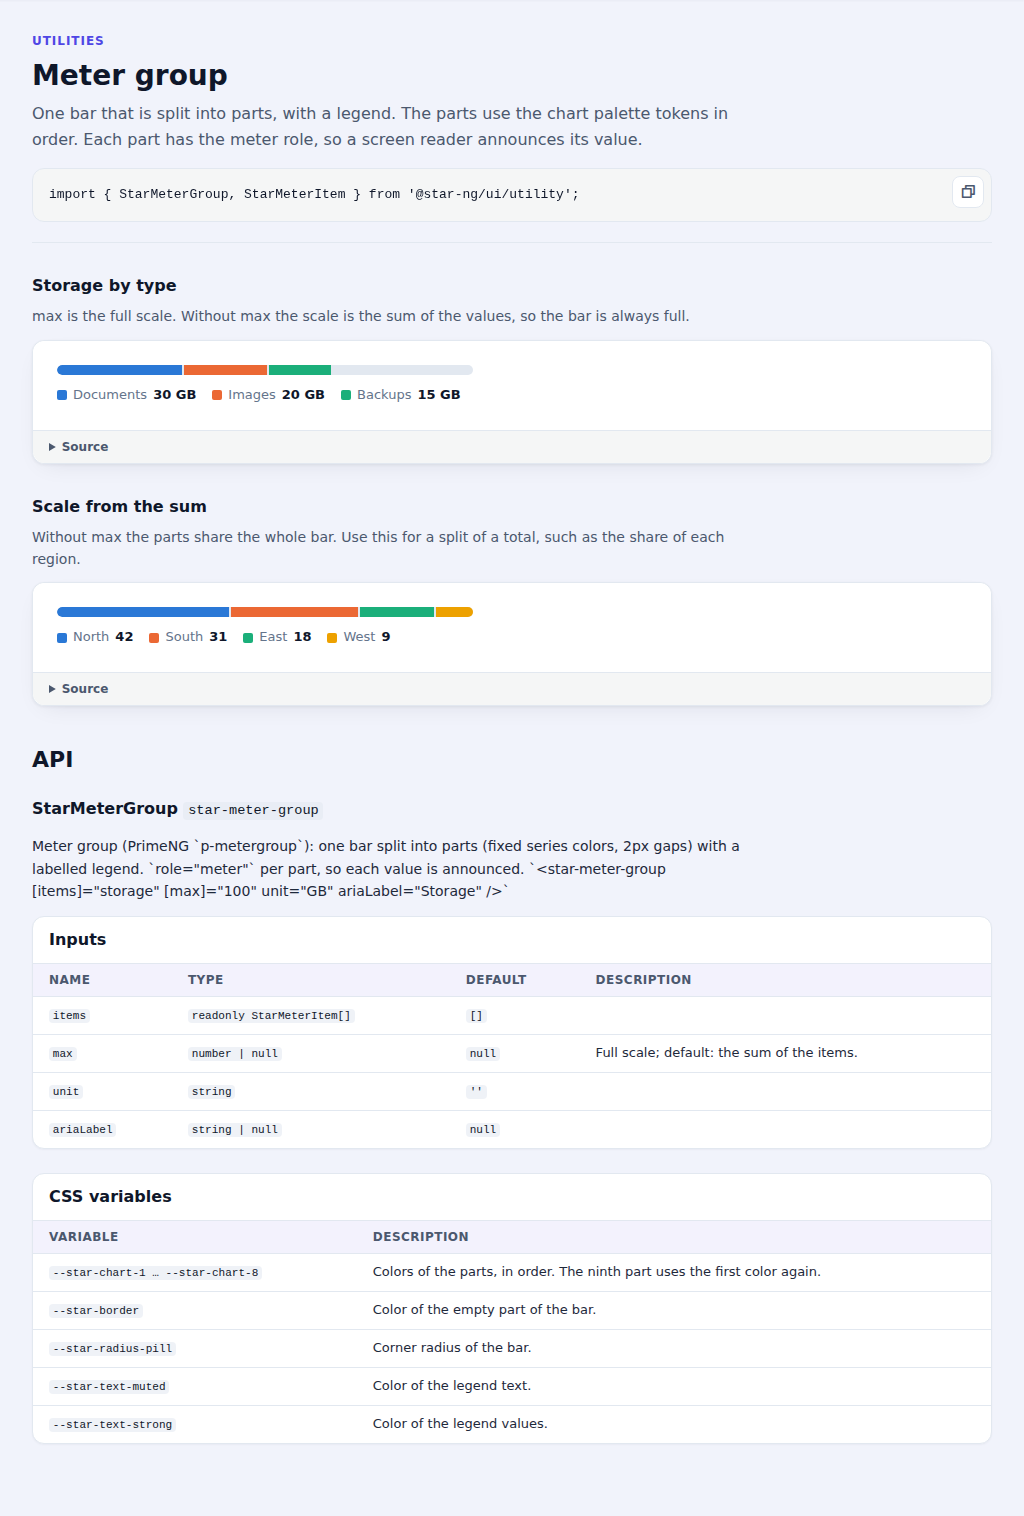 UTILITIES
Meter group
One bar that is split into parts, with a legend. The parts use the chart palette tokens in
order. Each part has the meter role, so a screen reader announces its value.
import { StarMeterGroup, StarMeterItem } from '@star-ng/ui/utility';
Storage by type
max is the full scale. Without max the scale is the sum of the values, so the bar is always full.
Documents 30 GB Images 20 GB Backups 15 GB
Source
Scale from the sum
Without max the parts share the whole bar. Use this for a split of a total, such as the share of each
region.
North 42 South 31 East 18 West 9
Source
API
StarMeterGroup star-meter-group
Meter group (PrimeNG `p-metergroup`): one bar split into parts (fixed series colors, 2px gaps) with a
labelled legend. `role="meter"` per part, so each value is announced. `<star-meter-group
[items]="storage" [max]="100" unit="GB" ariaLabel="Storage" />`
Inputs
NAME TYPE DEFAULT DESCRIPTION
items readonly StarMeterItem[] []
max number | null null Full scale; default: the sum of the items.
unit string ''
ariaLabel string | null null
CSS variables
VARIABLE DESCRIPTION
--star-chart-1 … --star-chart-8 Colors of the parts, in order. The ninth part uses the first color again.
--star-border Color of the empty part of the bar.
--star-radius-pill Corner radius of the bar.
--star-text-muted Color of the legend text.
--star-text-strong Color of the legend values.